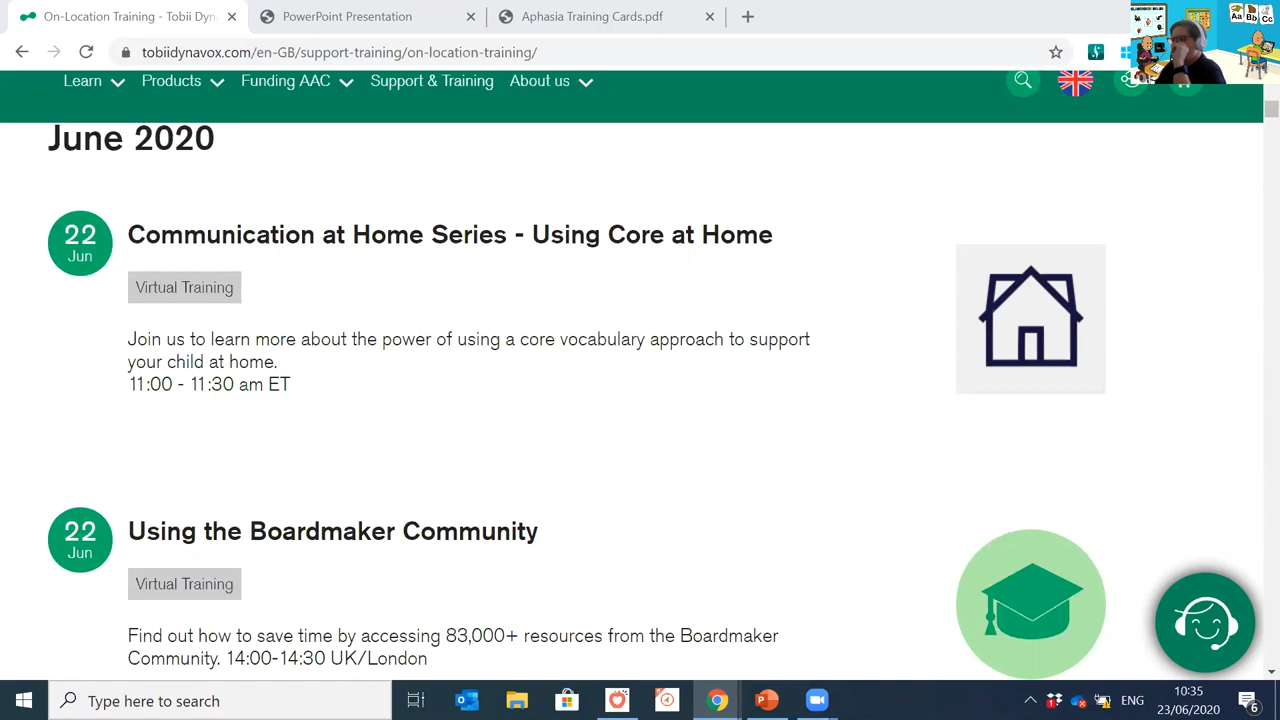 On-Location Training - Tobii Dyn
PowerPoint Presentation
Aphasia Training Cards.pdf
tobiidynavox.com/en-GB/support-training/on-location-training/
Aa Bb Cc
Learn Products Funding AAC Support & Training About us
June 2020
22
Jun
Communication at Home Series - Using Core at Home
Virtual Training
Join us to learn more about the power of using a core vocabulary approach to support
your child at home.
11:00 - 11:30 am ET
22
Jun
Using the Boardmaker Community
Virtual Training
Find out how to save time by accessing 83,000+ resources from the Boardmaker
Community. 14:00-14:30 UK/London
Type here to search
ENG
10:35
23/06/2020
6